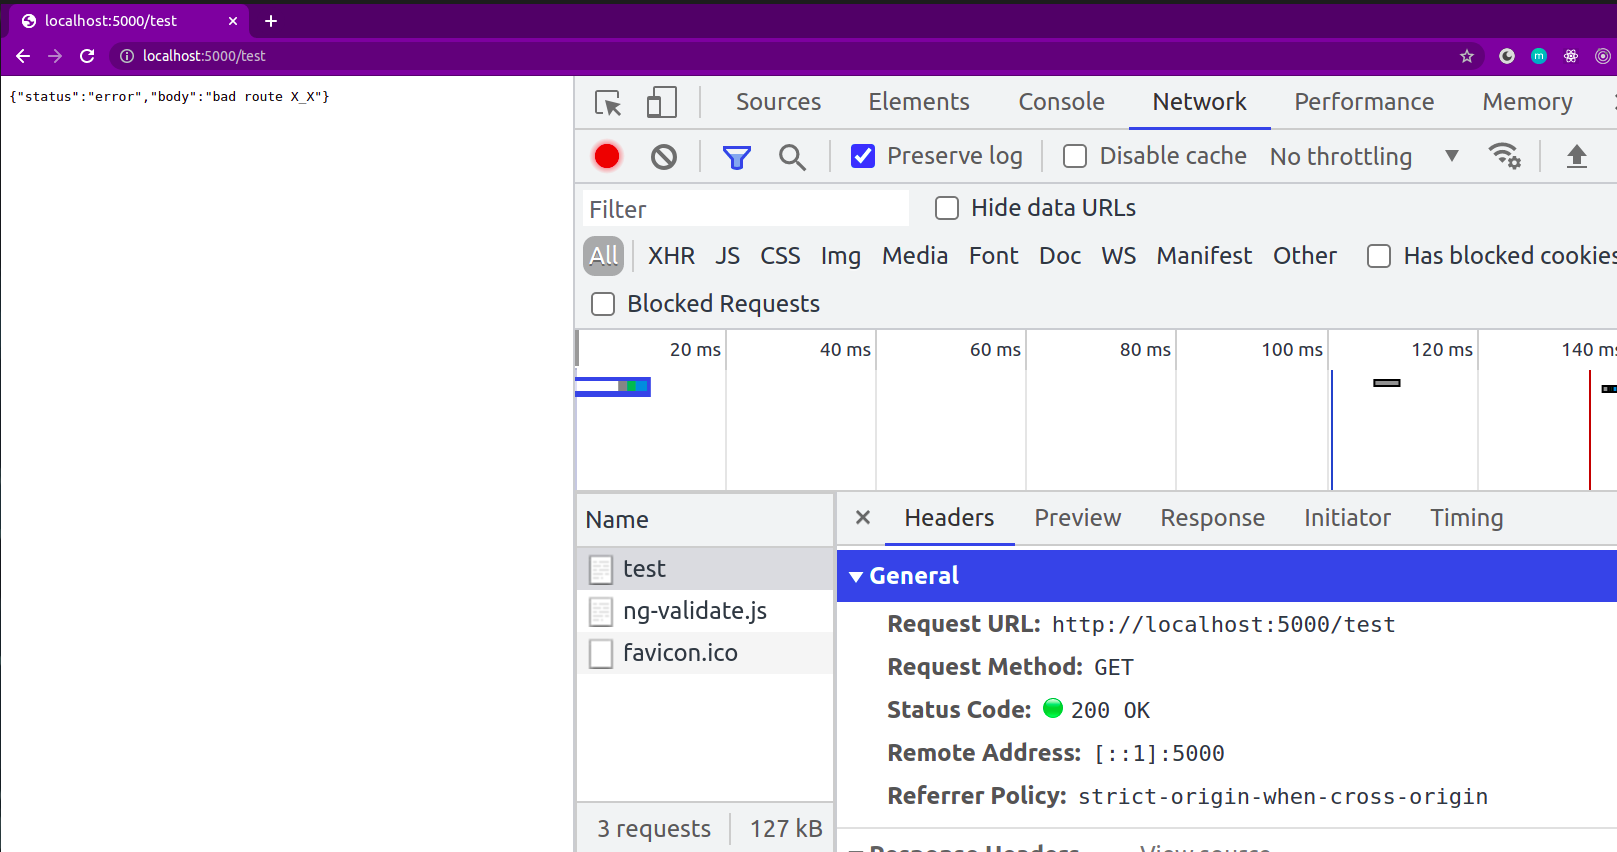 localhost:5000/test
localhost:5000/test
m
{"status":"error","body":"bad route X_X"}
Sources Elements Console Network Performance Memory
Preserve log Disable cache No throttling
Filter Hide data URLs
All XHR JS CSS Img Media Font Doc WS Manifest Other Has blocked cookies
Blocked Requests
20 ms 40 ms 60 ms 80 ms 100 ms 120 ms 140 ms
Name
test
ng-validate.js
favicon.ico
3 requests 127 kB
Headers Preview Response Initiator Timing
General
Request URL: http://localhost:5000/test
Request Method: GET
Status Code: 200 OK
Remote Address: [::1]:5000
Referrer Policy: strict-origin-when-cross-origin
Response Headers View source